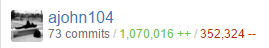 ajohn104
73 commits / 1,070,016 ++ / 352,324 --